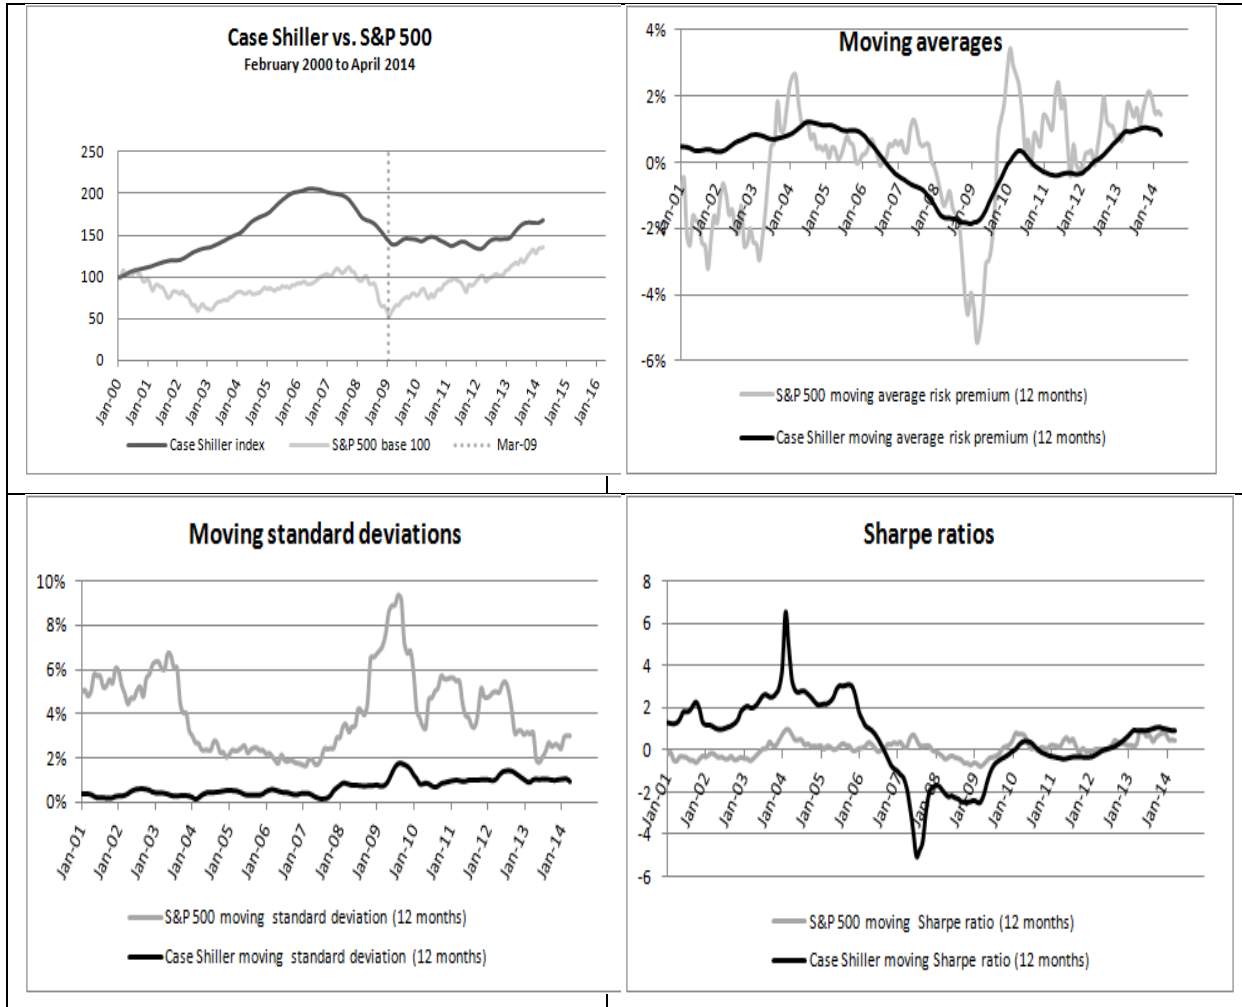 Case Shiller vs. S&P 500
February 2000 to April 2014
250
200
150
100
50
0
Jan-00
Jan-01
Jan-02
Jan-03
Jan-04
Jan-05
Jan-06
Jan-07
Jan-08
Jan-09
Jan-10
Jan-11
Jan-12
Jan-13
Jan-14
Jan-15
Jan-16
Case Shiller index
S&P 500 base 100
Mar-09
Moving averages
4%
2%
0%
-2%
-4%
-6%
Jan-01
Jan-02
Jan-03
Jan-04
Jan-05
Jan-06
Jan-07
Jan-08
Jan-09
Jan-10
Jan-11
Jan-12
Jan-13
Jan-14
S&P 500 moving average risk premium (12 months)
Case Shiller moving average risk premium (12 months)
Moving standard deviations
10%
8%
6%
4%
2%
0%
Jan-01
Jan-02
Jan-03
Jan-04
Jan-05
Jan-06
Jan-07
Jan-08
Jan-09
Jan-10
Jan-11
Jan-12
Jan-13
Jan-14
S&P 500 moving standard deviation (12 months)
Case Shiller moving standard deviation (12 months)
Sharpe ratios
8
6
4
2
0
-2
-4
-6
Jan-01
Jan-02
Jan-03
Jan-04
Jan-05
Jan-06
Jan-07
Jan-08
Jan-09
Jan-10
Jan-11
Jan-12
Jan-13
Jan-14
S&P 500 moving Sharpe ratio (12 months)
Case Shiller moving Sharpe ratio (12 months)